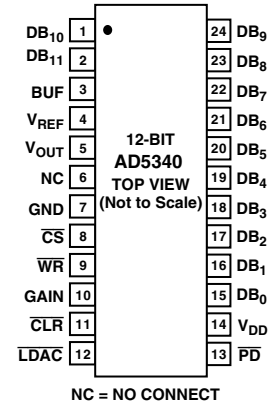 DB10 1 24 DB9
DB11 2 23 DB8
BUF 3 22 DB7
VREF 4 21 DB6
VOUT 5 20 DB5
NC 6 19 DB4
GND 7 18 DB3
CS 8 17 DB2
WR 9 16 DB1
GAIN 10 15 DB0
CLR 11 14 VDD
LDAC 12 13 PD
12-BIT
AD5340
TOP VIEW
(Not to Scale)
NC = NO CONNECT